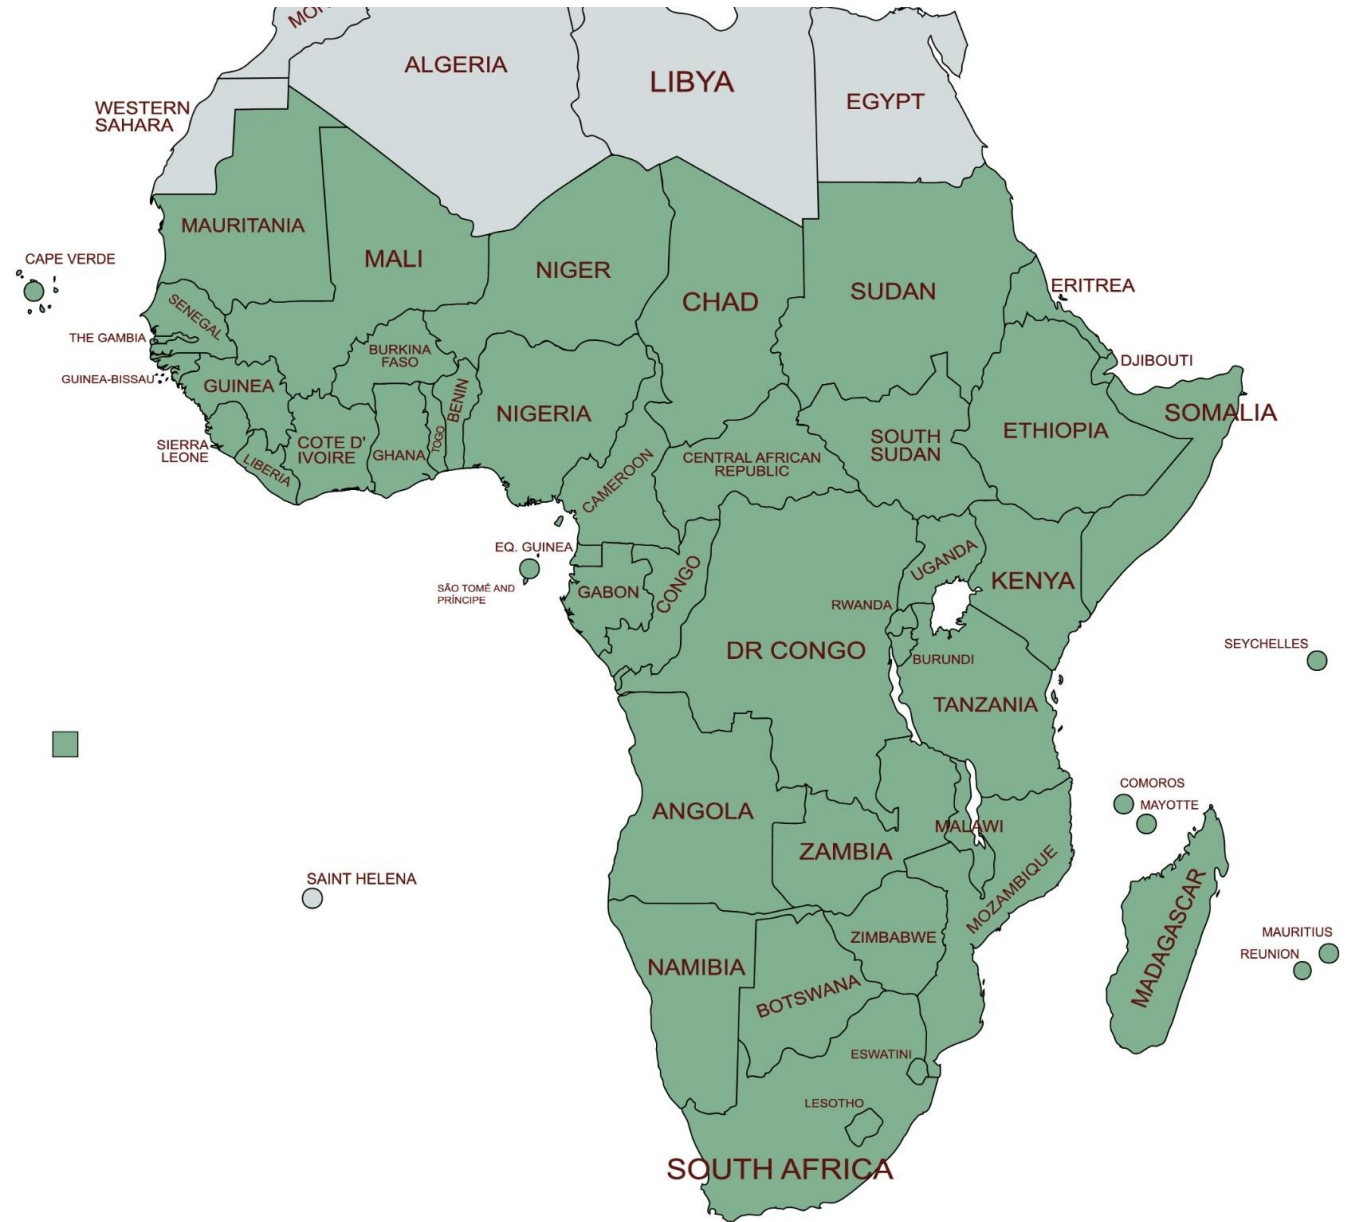 MOR
ALGERIA
LIBYA
EGYPT
WESTERN
SAHARA
MAURITANIA
MALI
NIGER
CHAD
SUDAN
ERITREA
CAPE VERDE
SENEGAL
THE GAMBIA
GUINEA-BISSAU
GUINEA
BURKINA
FASO
BENIN
NIGERIA
DJIBOUTI
SOMALIA
SIERRA
LEONE
LIBERIA
COTE D'
IVOIRE
GHANA
TOGO
CAMEROON
CENTRAL AFRICAN
REPUBLIC
SOUTH
SUDAN
ETHIOPIA
EQ. GUINEA
SÃO TOMÉ AND
PRÍNCIPE
GABON
CONGO
UGANDA
KENYA
RWANDA
DR CONGO
BURUNDI
TANZANIA
SEYCHELLES
ANGOLA
ZAMBIA
MALAWI
COMOROS
MAYOTTE
MOZAMBIQUE
SAINT HELENA
MADAGASCAR
MAURITIUS
REUNION
NAMIBIA
ZIMBABWE
BOTSWANA
ESWATINI
LESOTHO
SOUTH AFRICA